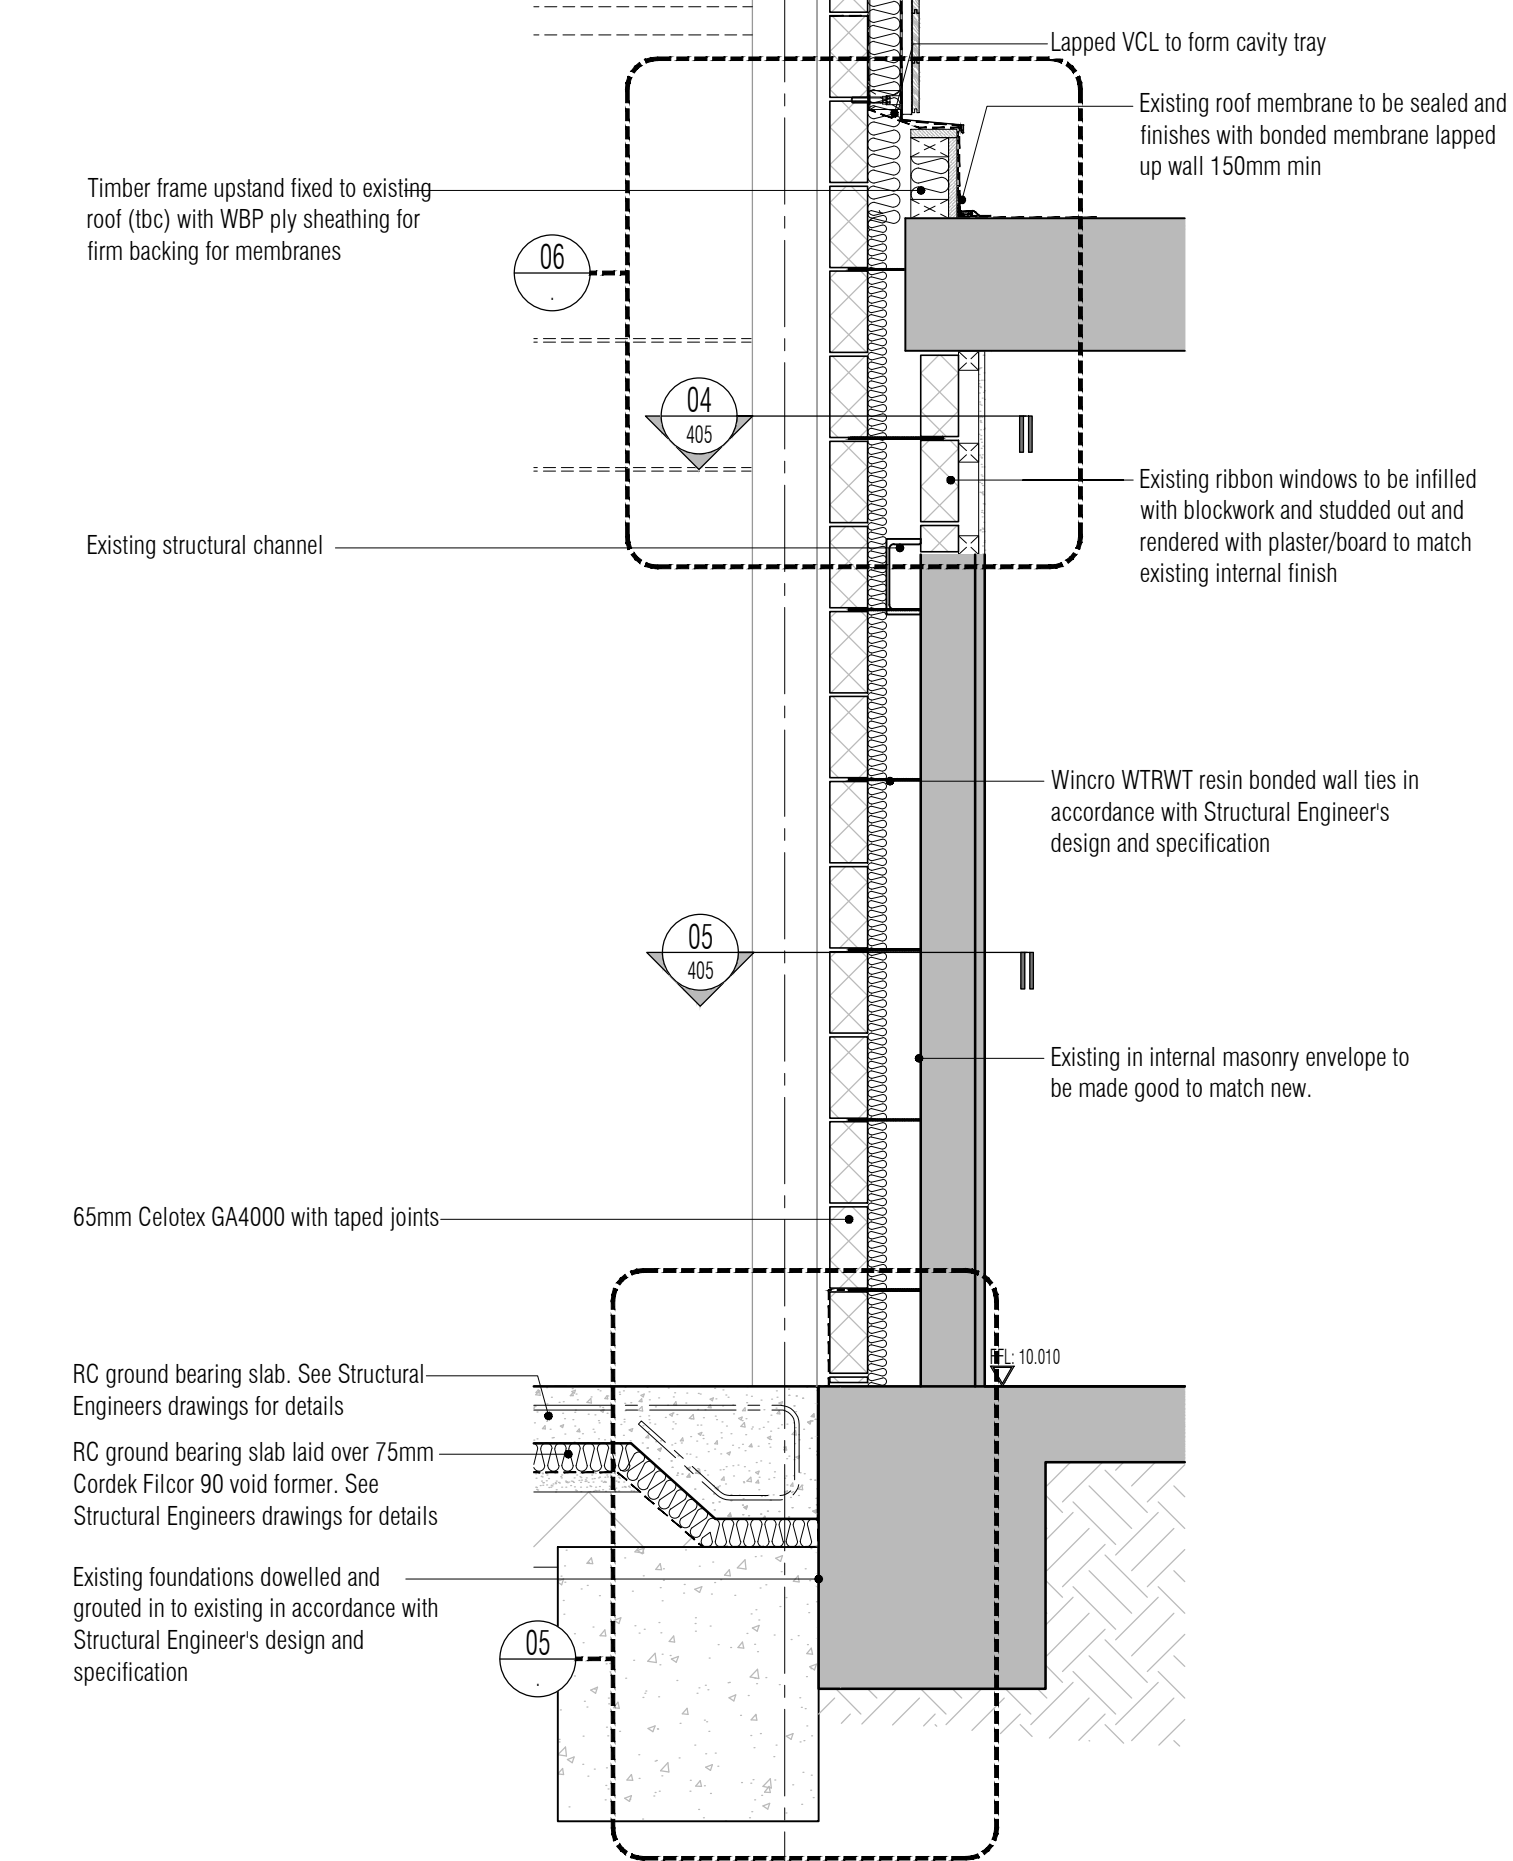 Lapped VCL to form cavity tray
Existing roof membrane to be sealed and
finishes with bonded membrane lapped
up wall 150mm min
Timber frame upstand fixed to existing
roof (tbc) with WBP ply sheathing for
firm backing for membranes
06
.
04
405
Existing ribbon windows to be infilled
with blockwork and studded out and
rendered with plaster/board to match
existing internal finish
Existing structural channel
Wincro WTRWT resin bonded wall ties in
accordance with Structural Engineer's
design and specification
05
405
Existing in internal masonry envelope to
be made good to match new.
65mm Celotex GA4000 with taped joints
FFL: 10.010
RC ground bearing slab. See Structural
Engineers drawings for details
RC ground bearing slab laid over 75mm
Cordek Filcor 90 void former. See
Structural Engineers drawings for details
Existing foundations dowelled and
grouted in to existing in accordance with
Structural Engineer's design and
specification
05
.